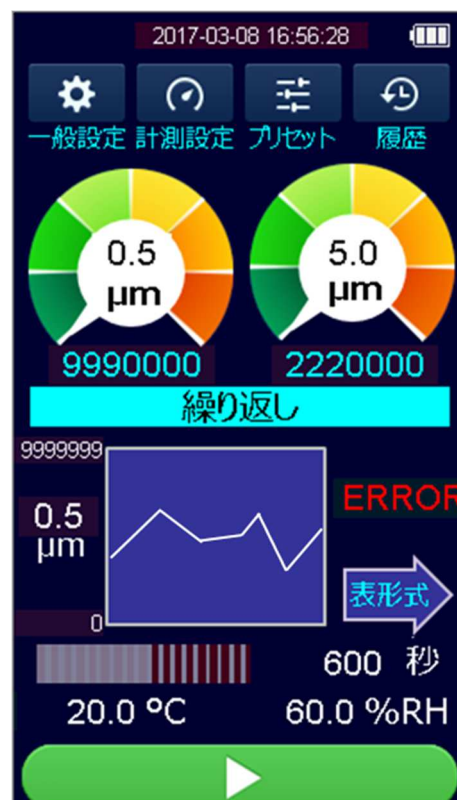 2017-03-08 16:56:28
一般設定 計測設定 プリセット 履歴
0.5 5.0
μm μm
9990000 2220000
繰り返し
9999999
ERROR
0.5
μm
表形式
0
600 秒
20.0 ℃ 60.0 %RH